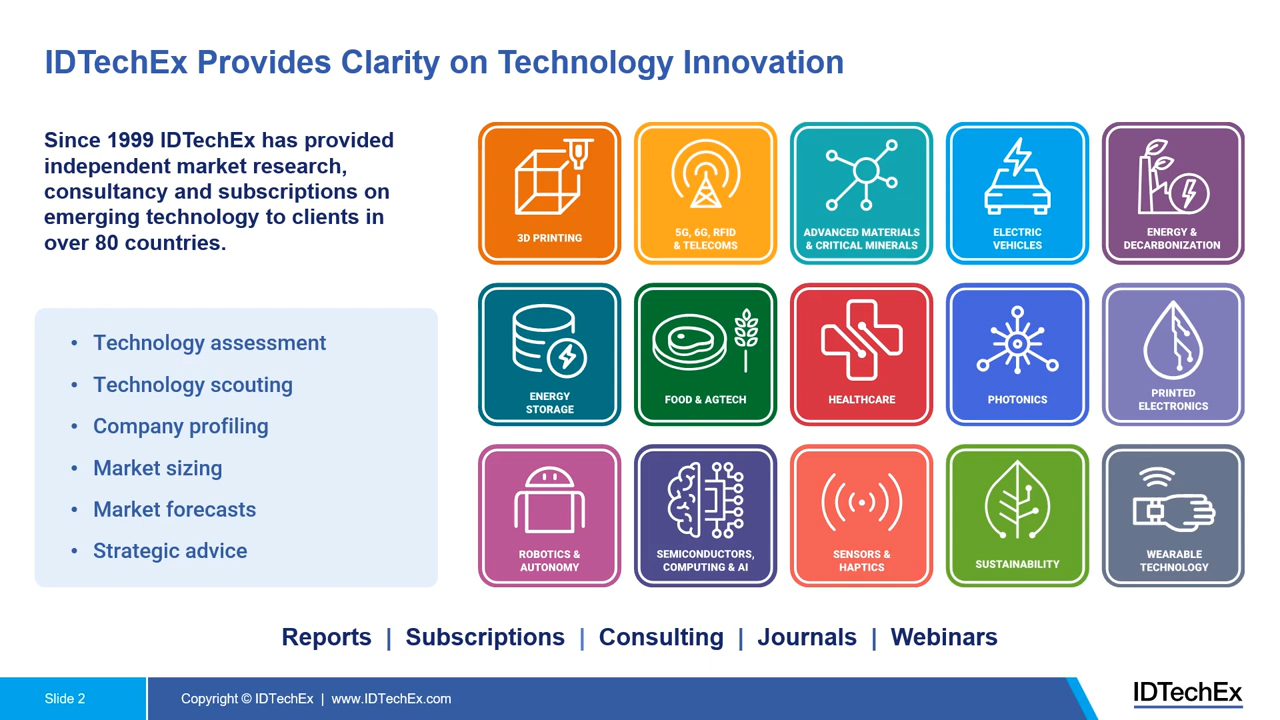 IDTechEx Provides Clarity on Technology Innovation
Since 1999 IDTechEx has provided
independent market research,
consultancy and subscriptions on
emerging technology to clients in
over 80 countries.
• Technology assessment
• Technology scouting
• Company profiling
• Market sizing
• Market forecasts
• Strategic advice
3D PRINTING
5G, 6G, RFID
& TELECOMS
ADVANCED MATERIALS
& CRITICAL MINERALS
ELECTRIC
VEHICLES
ENERGY &
DECARBONIZATION
ENERGY
STORAGE
FOOD & AGTECH
HEALTHCARE
PHOTONICS
PRINTED
ELECTRONICS
ROBOTICS &
AUTONOMY
SEMICONDUCTORS,
COMPUTING & AI
SENSORS &
HAPTICS
SUSTAINABILITY
WEARABLE
TECHNOLOGY
Reports | Subscriptions | Consulting | Journals | Webinars
Slide 2
Copyright © IDTechEx | www.IDTechEx.com
IDTechEx